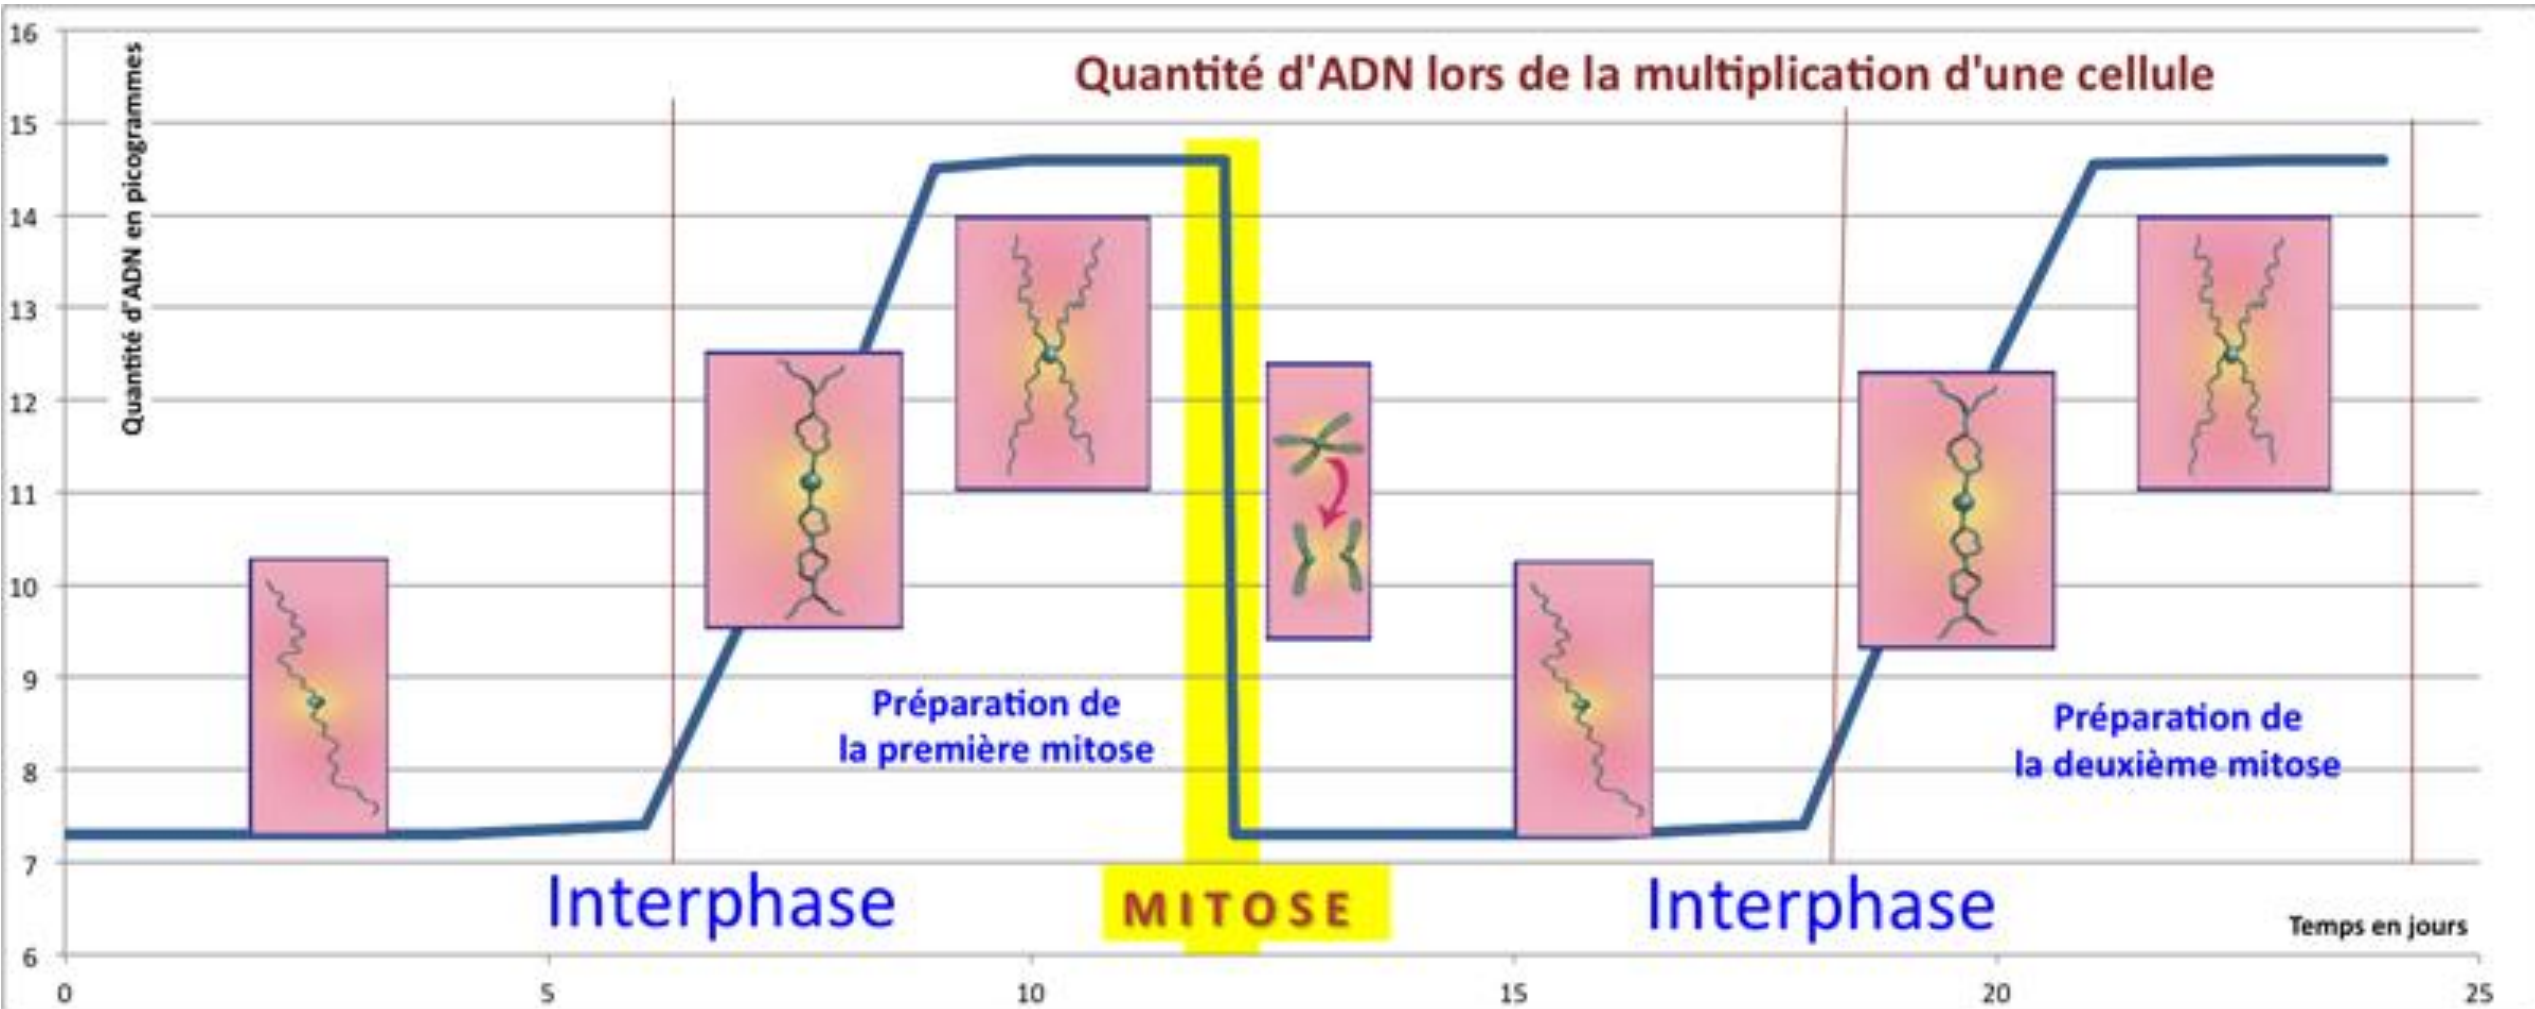 Quantité d'ADN lors de la multiplication d'une cellule
Quantité d'ADN en picogrammes
16
15
14
13
12
11
10
9
8
7
6
Préparation de
la première mitose
Préparation de
la deuxième mitose
Interphase
MITOSE
Interphase
Temps en jours
0
5
10
15
20
25